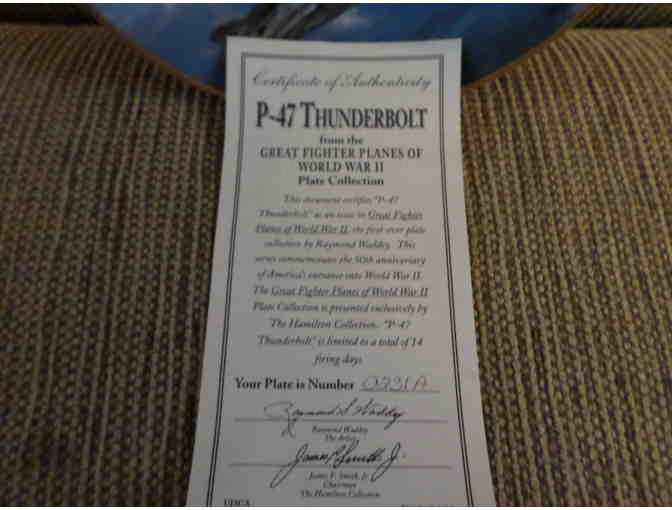 Certificate of Authenticity
P-47 THUNDERBOLT
from the
GREAT FIGHTER PLANES OF
WORLD WAR II
Plate Collection
This document certifies "P-47
Thunderbolt" as an issue in Great Fighter
Planes of World War II, the first-ever plate
collection by Raymond Waddey. This
series commemorates the 50th anniversary
of America's entrance into World War II.
The Great Fighter Planes of World War II
Plate Collection is presented exclusively by
The Hamilton Collection. "P-47
Thunderbolt" is limited to a total of 14
firing days.
Your Plate is Number 0231A
Raymond Waddey
Raymond Waddey
The Artist
James P. Smith Jr.
James P. Smith, Jr.
Chairman
The Hamilton Collection